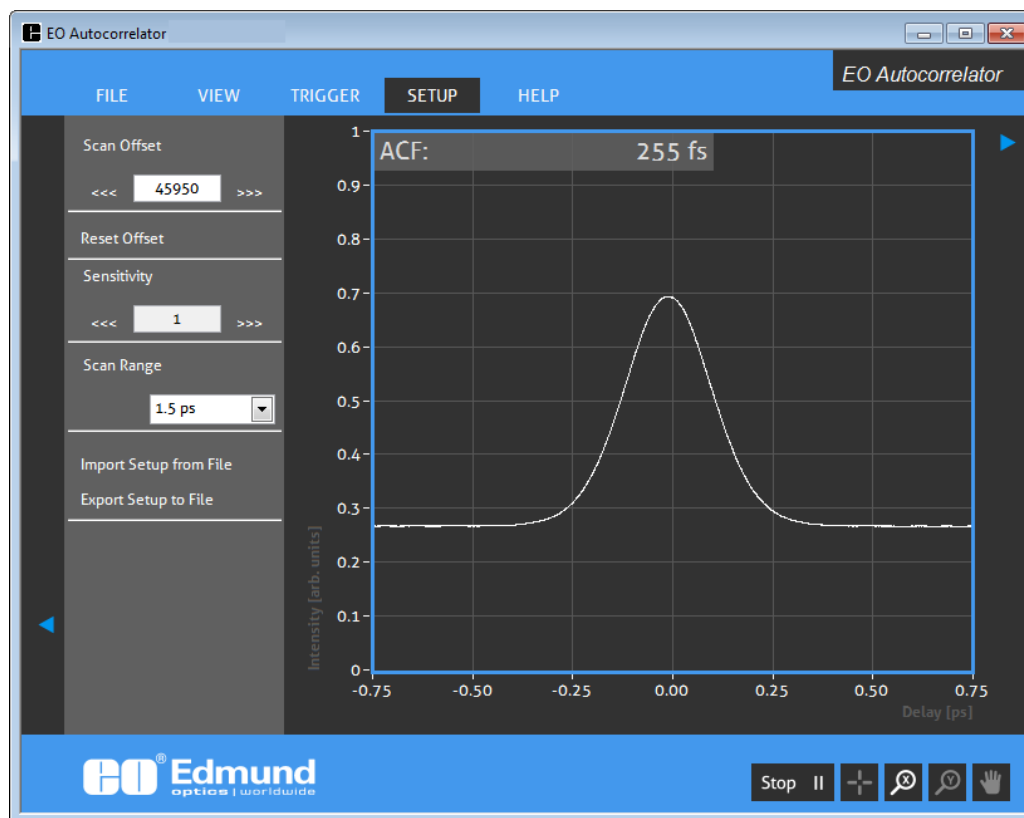 EO Autocorrelator
EO Autocorrelator
FILE VIEW TRIGGER SETUP HELP
Scan Offset
<<< 45950 >>>
Reset Offset
Sensitivity
<<< 1 >>>
Scan Range
1.5 ps
Import Setup from File
Export Setup to File
ACF: 255 fs
1
0.9
0.8
0.7
0.6
0.5
0.4
0.3
0.2
0.1
0
Intensity [arb. units]
-0.75 -0.50 -0.25 0.00 0.25 0.50 0.75
Delay [ps]
EO® Edmund
optics | worldwide
Stop II
X
Y